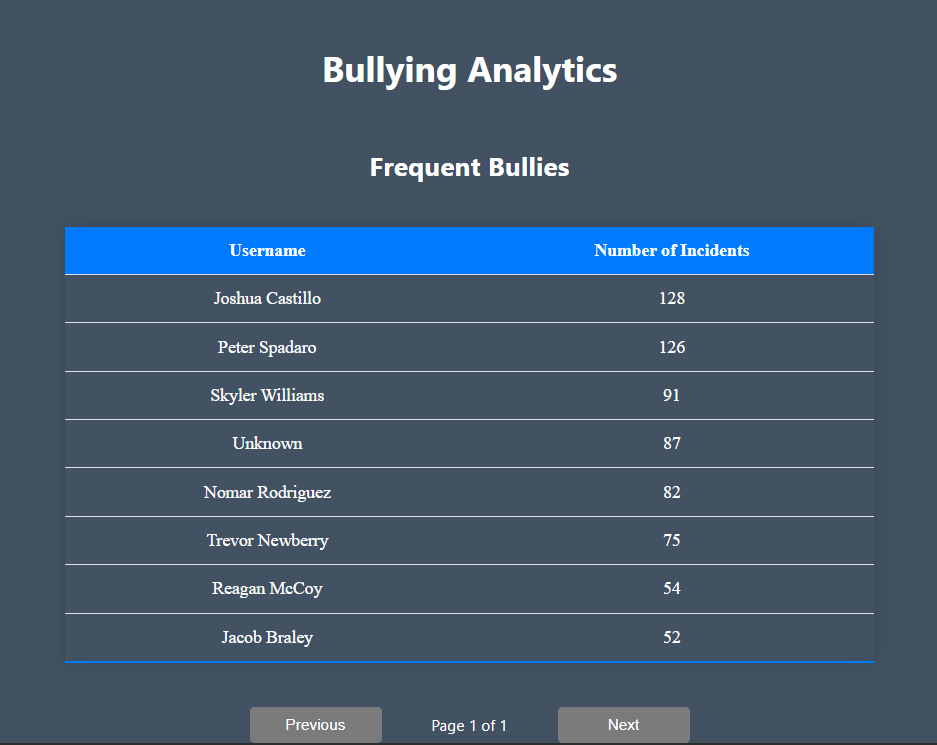 Bullying Analytics
Frequent Bullies
Username Number of Incidents
Joshua Castillo 128
Peter Spadaro 126
Skyler Williams 91
Unknown 87
Nomar Rodriguez 82
Trevor Newberry 75
Reagan McCoy 54
Jacob Braley 52
Previous Page 1 of 1 Next